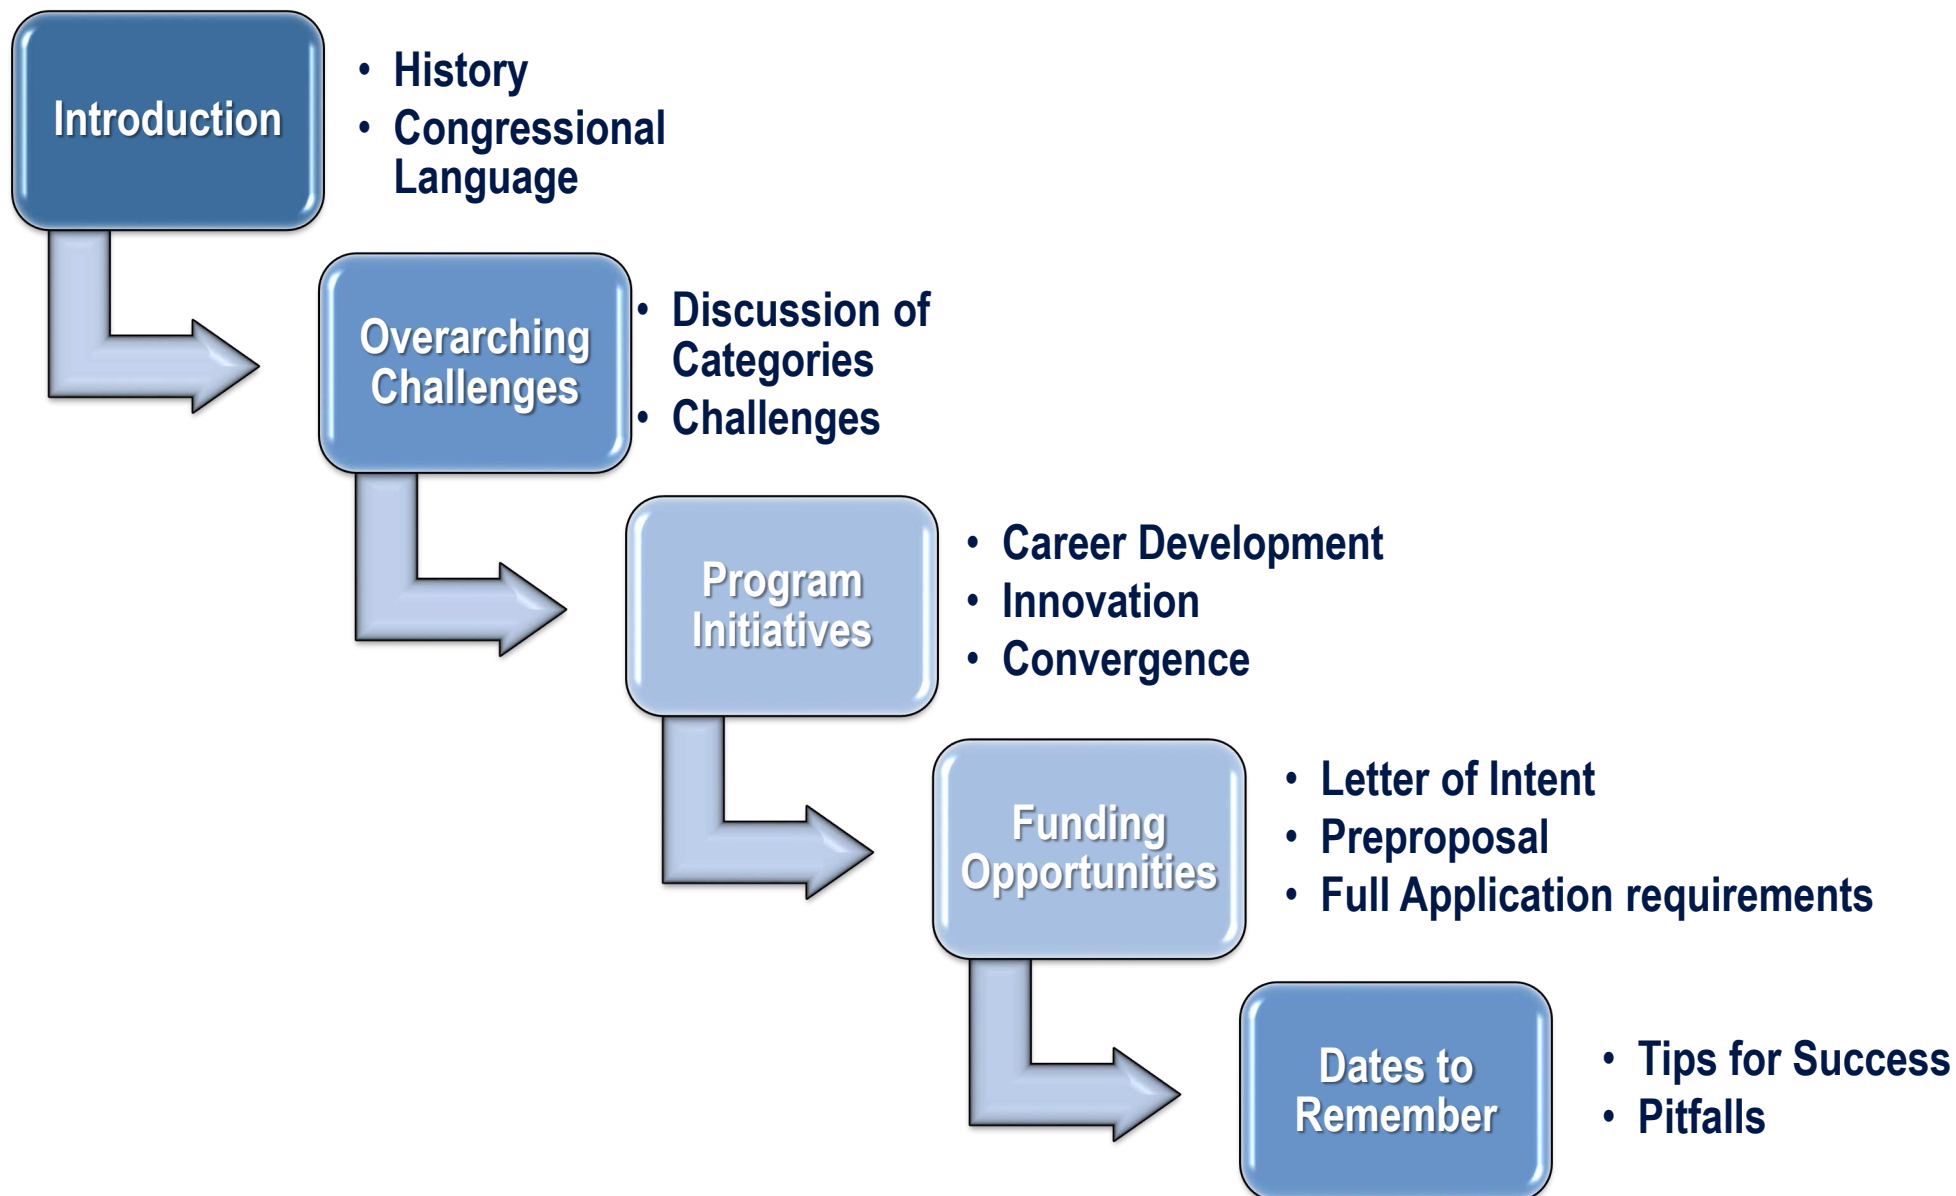 Introduction
• History
• Congressional
Language
Overarching
Challenges
• Discussion of
Categories
• Challenges
Program
Initiatives
• Career Development
• Innovation
• Convergence
Funding
Opportunities
• Letter of Intent
• Preproposal
• Full Application requirements
Dates to
Remember
• Tips for Success
• Pitfalls